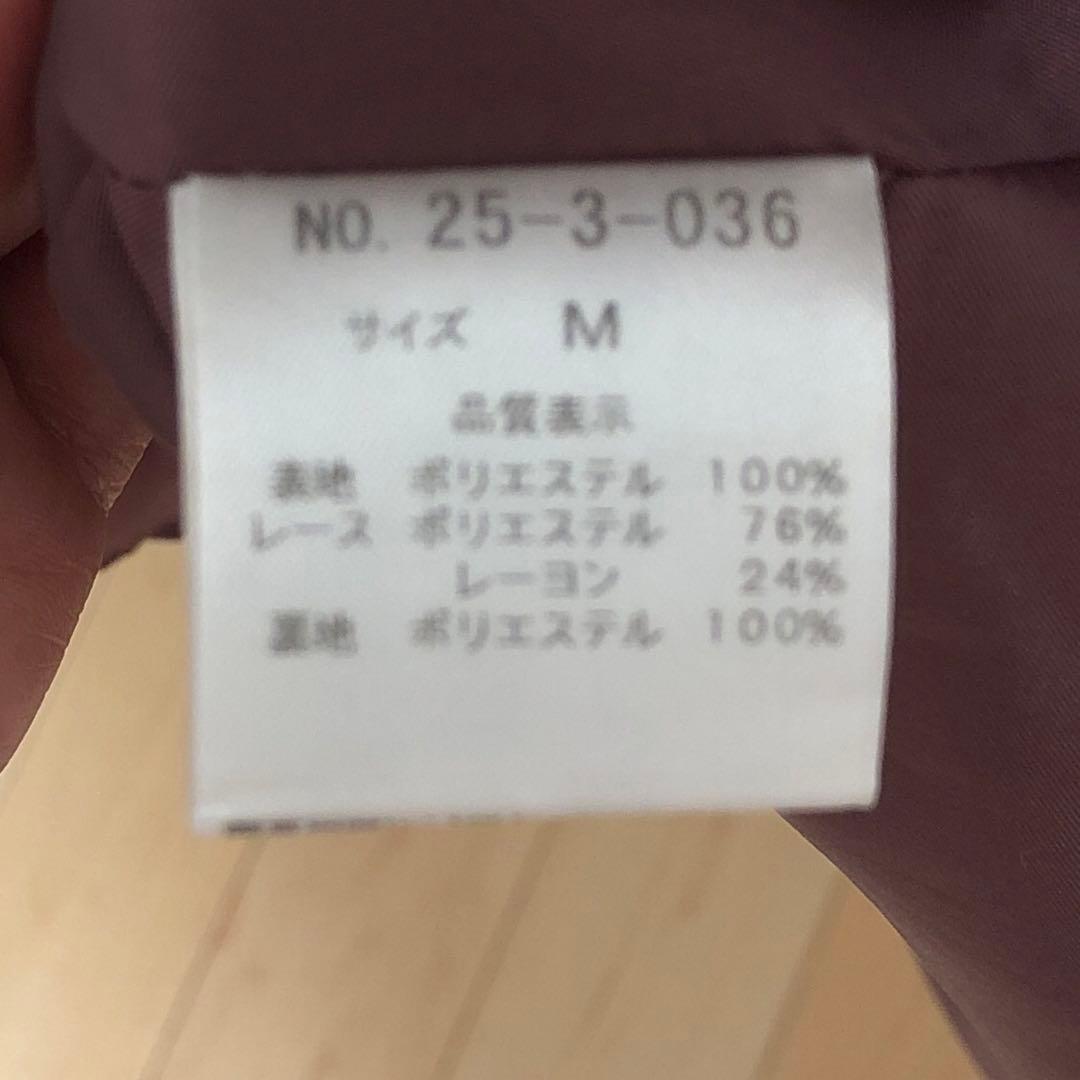 NO. 25-3-036
サイズ M
品質表示
表地 ポリエステル 100%
レース ポリエステル 76%
レーヨン 24%
裏地 ポリエステル 100%